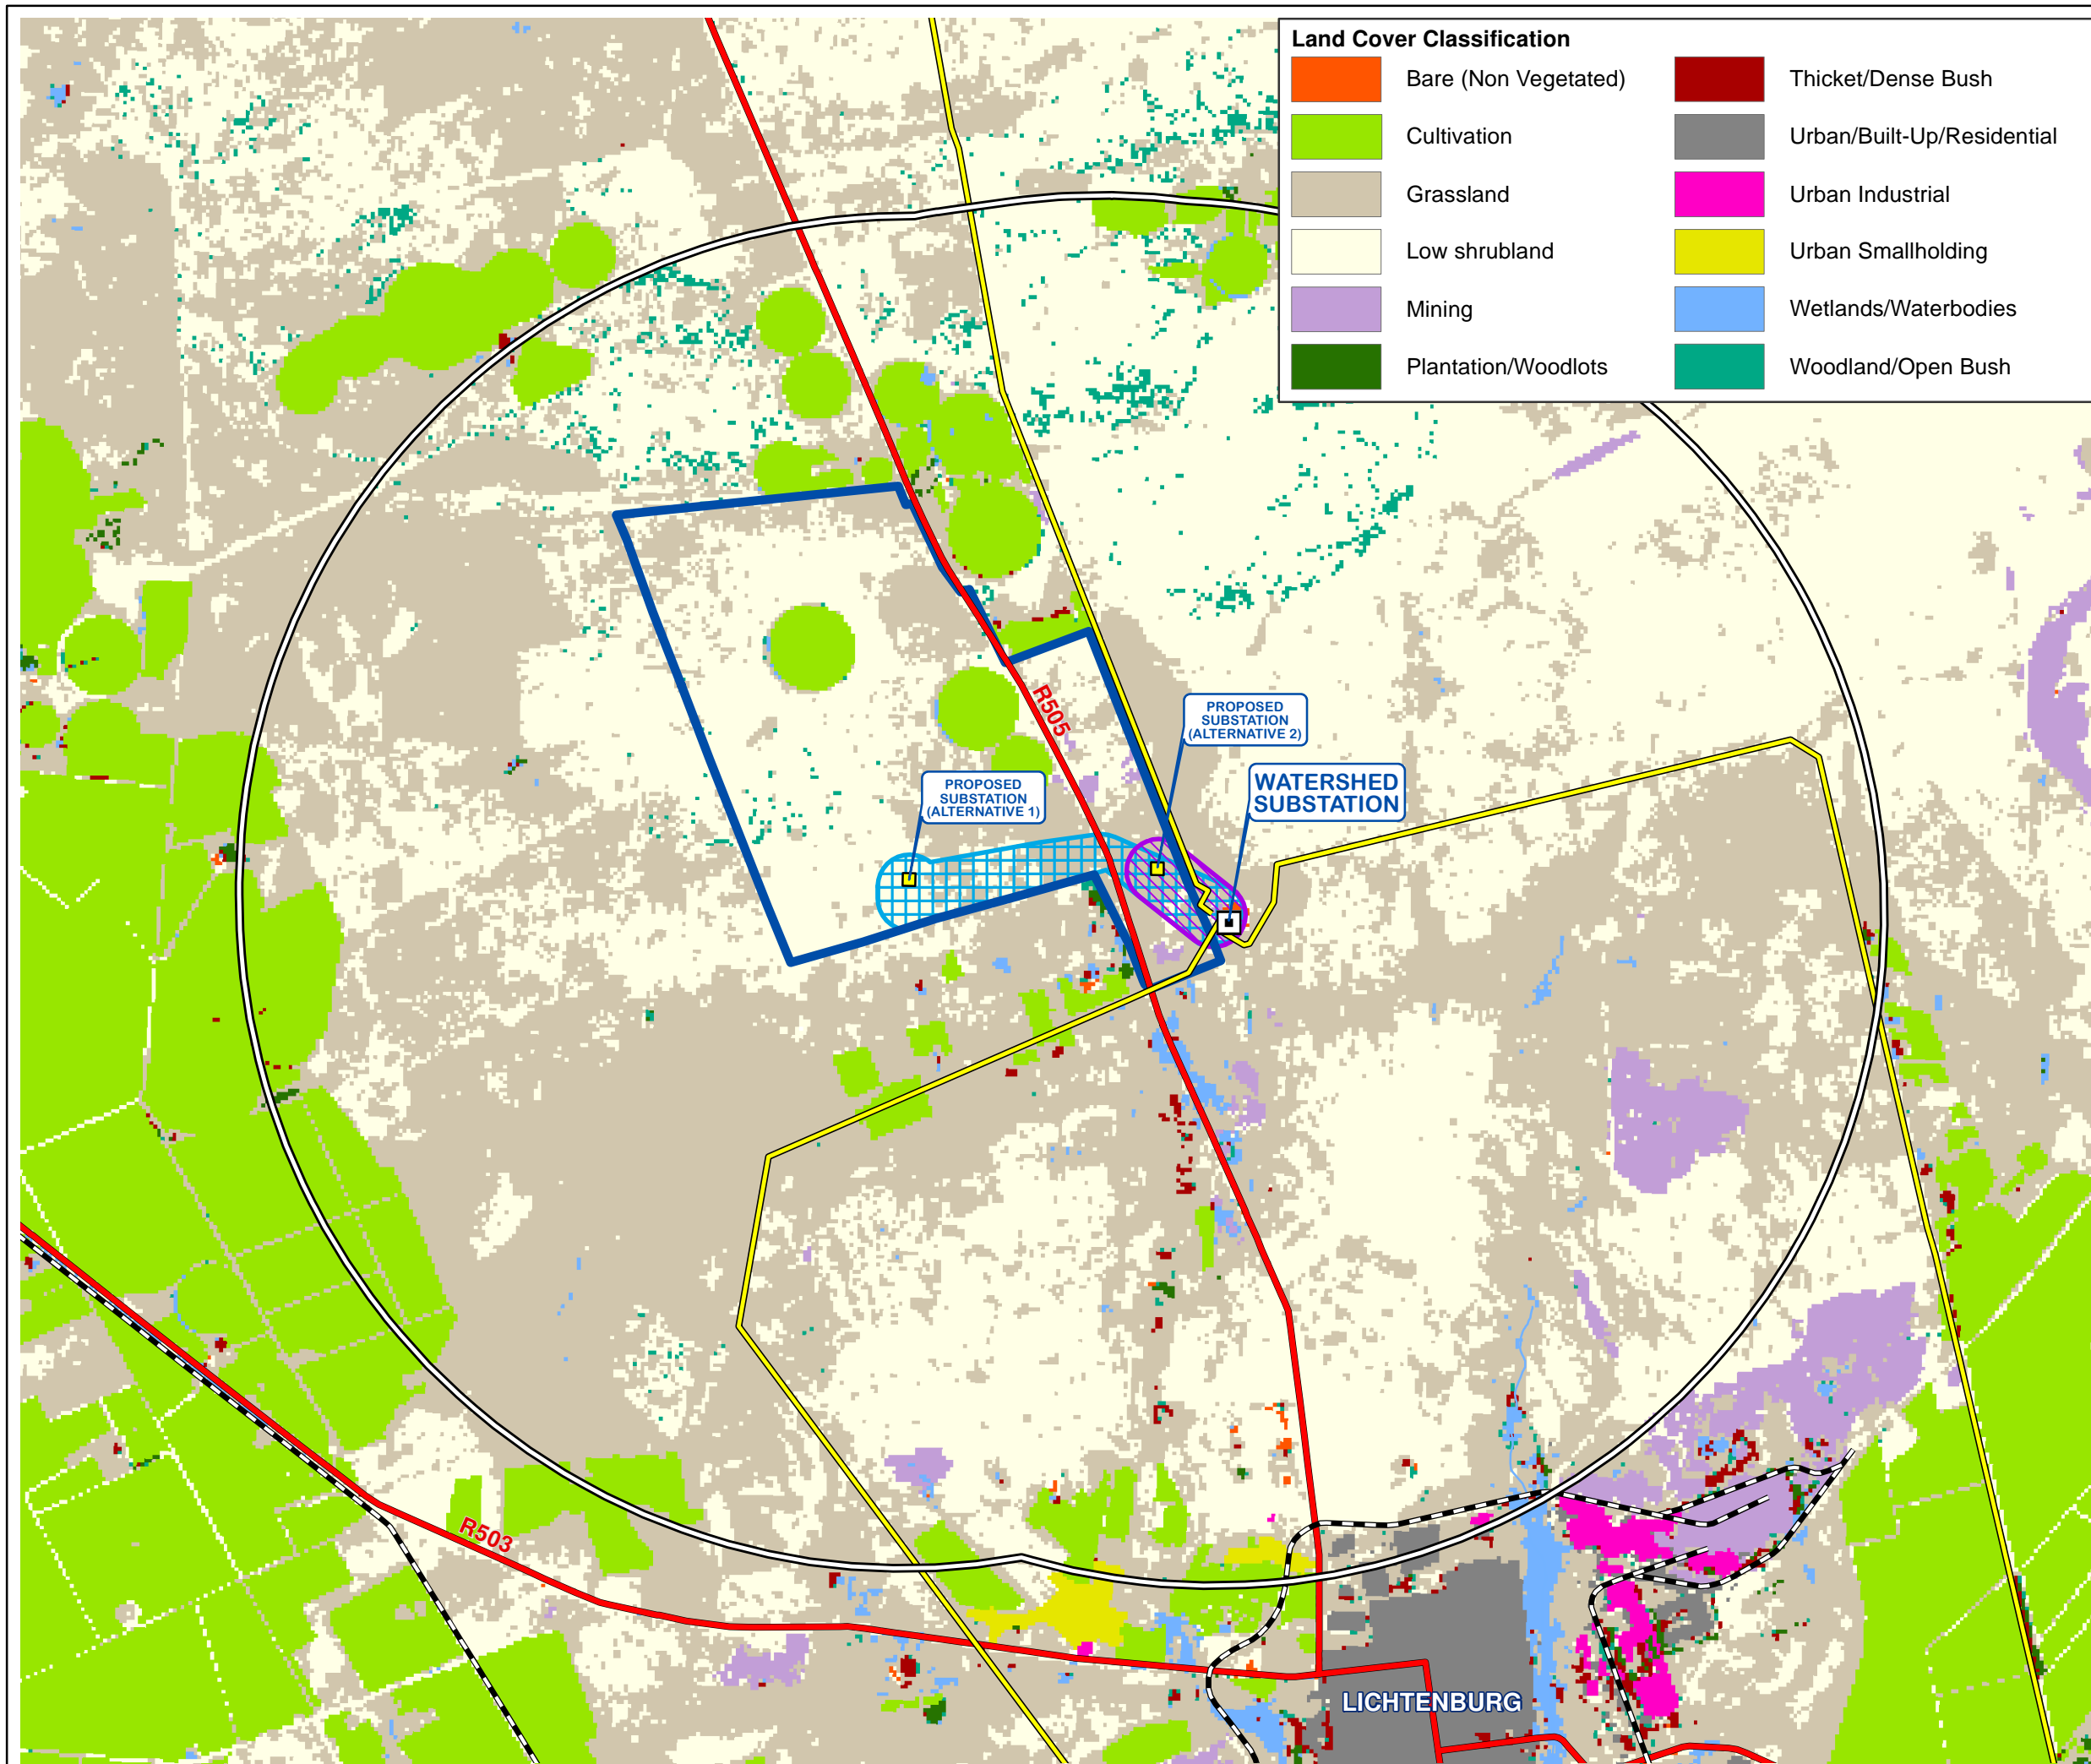 Land Cover Classification
Bare (Non Vegetated)
Cultivation
Grassland
Low shrubland
Mining
Plantation/Woodlots
Thicket/Dense Bush
Urban/Built-Up/Residential
Urban Industrial
Urban Smallholding
Wetlands/Waterbodies
Woodland/Open Bush
R505
PROPOSED
SUBSTATION
(ALTERNATIVE 2)
WATERSHED
SUBSTATION
PROPOSED
SUBSTATION
(ALTERNATIVE 1)
R503
LICHTENBURG